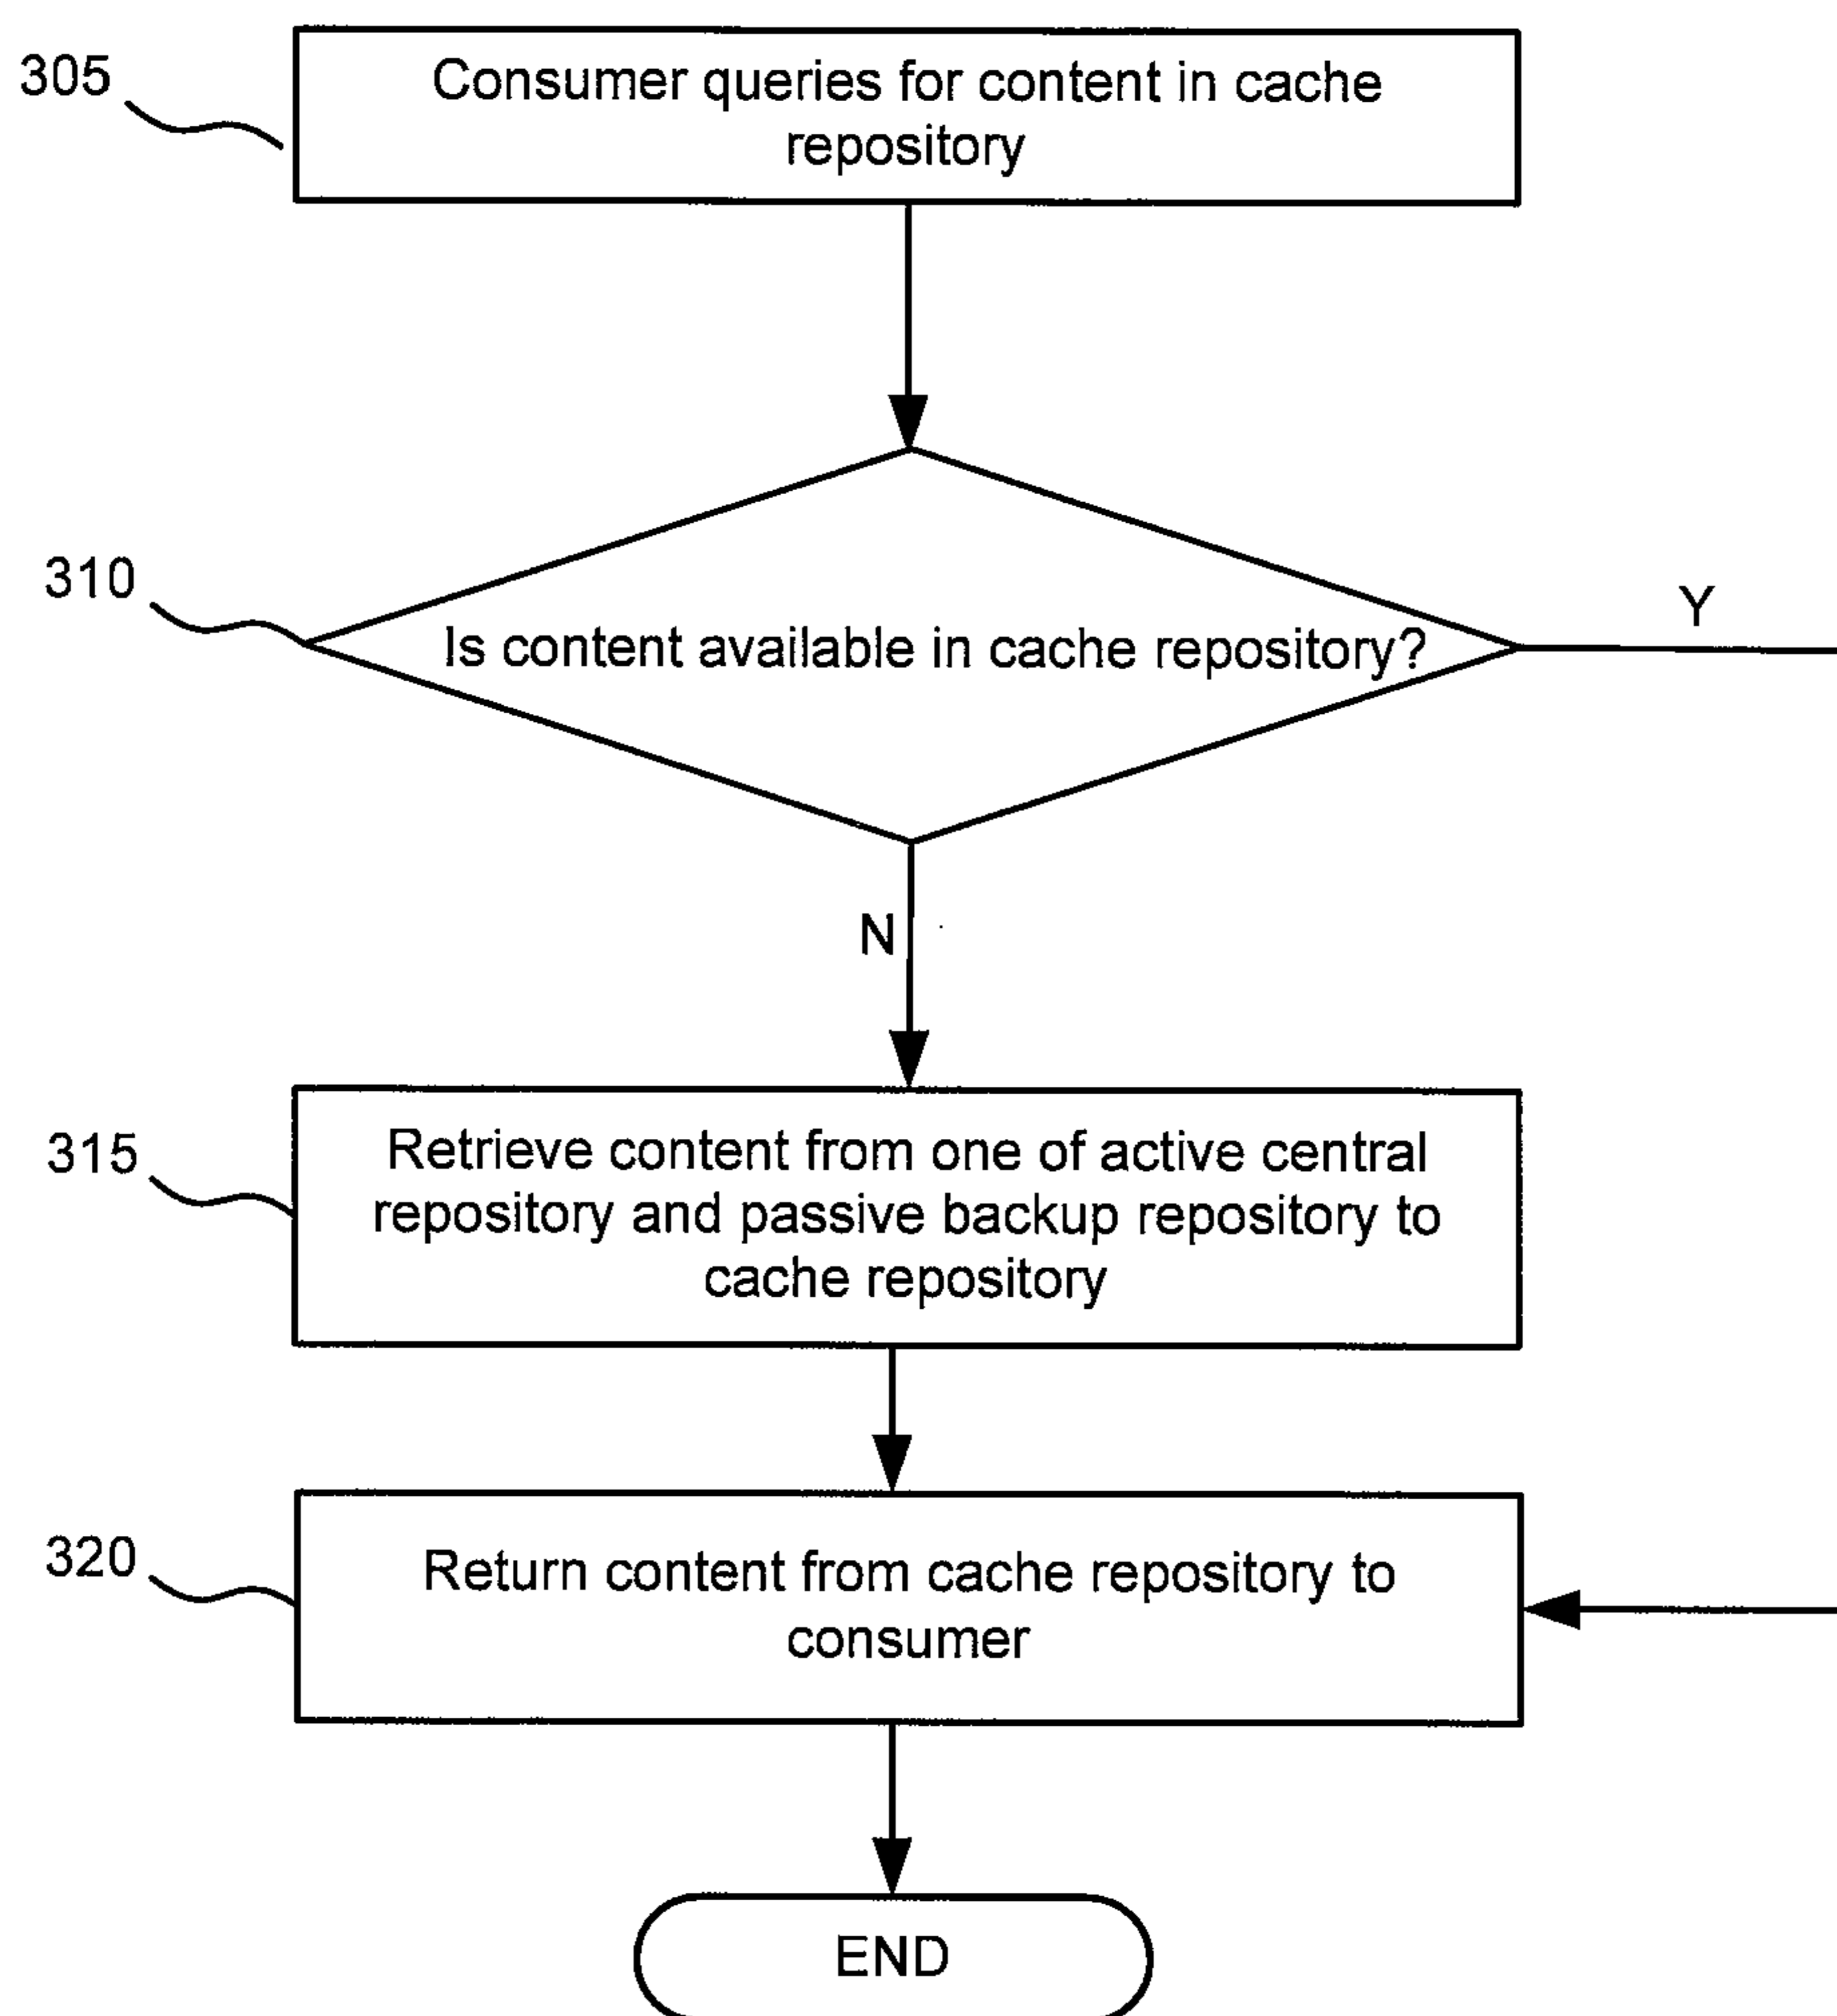 305
Consumer queries for content in cache
repository
310
Is content available in cache repository?
Y
N
315
Retrieve content from one of active central
repository and passive backup repository to
cache repository
320
Return content from cache repository to
consumer
END